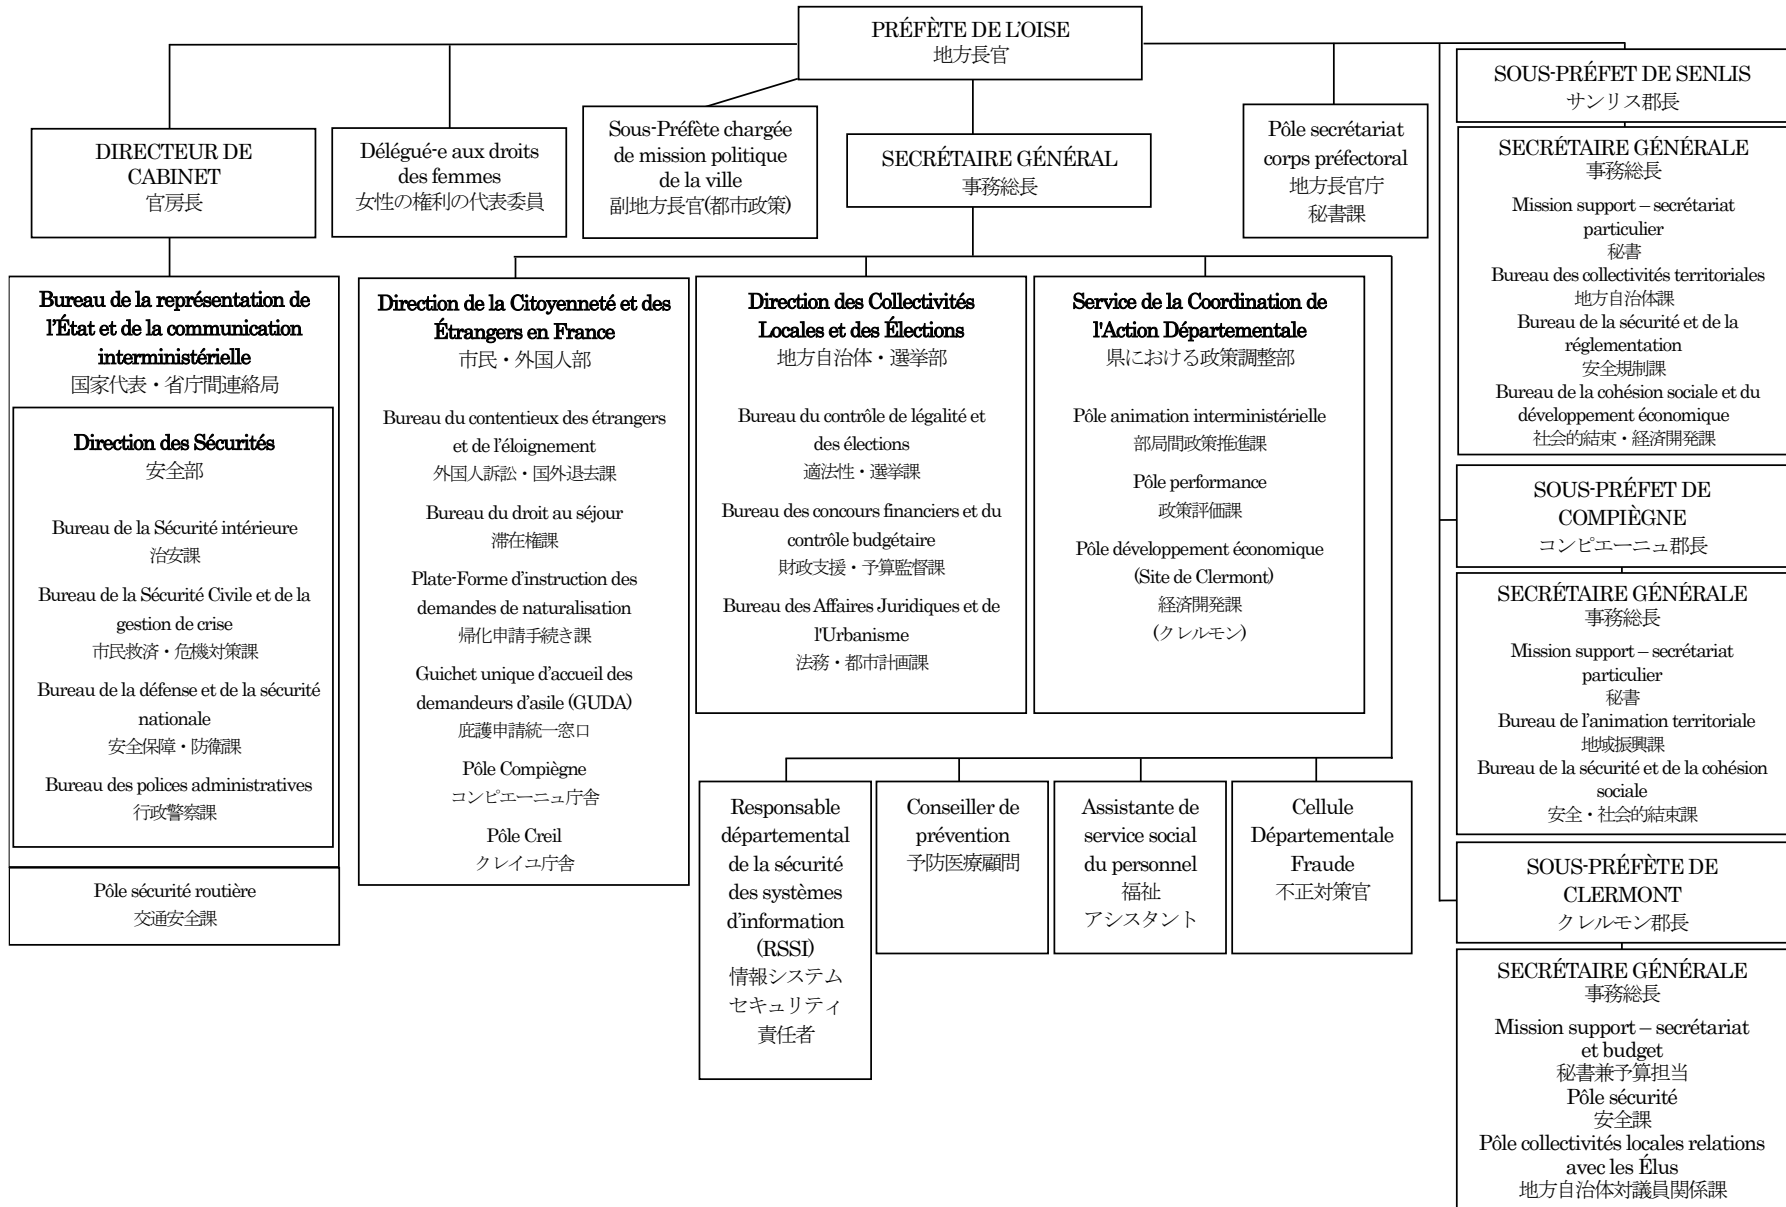 PRÉFÈTE DE L'OISE
地方長官
DIRECTEUR DE
CABINET
官房長
Délégué-e aux droits
des femmes
女性の権利の代表委員
Sous-Préfète chargée
de mission politique
de la ville
副地方長官(都市政策)
SECRÉTAIRE GÉNÉRAL
事務総長
Pôle secrétariat
corps préfectoral
地方長官庁
秘書課
Bureau de la représentation de
l'État et de la communication
interministérielle
国家代表・省庁間連絡局
Direction des Sécurités
安全部
Bureau de la Sécurité intérieure
治安課
Bureau de la Sécurité Civile et de la
gestion de crise
市民救済・危機対策課
Bureau de la défense et de la sécurité
nationale
安全保障・防衛課
Bureau des polices administratives
行政警察課
Pôle sécurité routière
交通安全課
Direction de la Citoyenneté et des
Étrangers en France
市民・外国人部
Bureau du contentieux des étrangers
et de l'éloignement
外国人訴訟・国外退去課
Bureau du droit au séjour
滞在権課
Plate-Forme d'instruction des
demandes de naturalisation
帰化申請手続き課
Guichet unique d'accueil des
demandeurs d'asile (GUDA)
庇護申請統一窓口
Pôle Compiègne
コンピエーニュ庁舎
Pôle Creil
クレイユ庁舎
Direction des Collectivités
Locales et des Élections
地方自治体・選挙部
Bureau du contrôle de légalité et
des élections
適法性・選挙課
Bureau des concours financiers et du
contrôle budgétaire
財政支援・予算監督課
Bureau des Affaires Juridiques et de
l'Urbanisme
法務・都市計画課
Service de la Coordination de
l'Action Départementale
県における政策調整部
Pôle animation interministérielle
部局間政策推進課
Pôle performance
政策評価課
Pôle développement économique
(Site de Clermont)
経済開発課
(クレルモン)
Responsable
départemental
de la sécurité
des systèmes
d'information
(RSSI)
情報システム
セキュリティ
責任者
Conseiller de
prévention
予防医療顧問
Assistante de
service social
du personnel
福祉
アシスタント
Cellule
Départementale
Fraude
不正対策官
SOUS-PRÉFET DE SENLIS
サンリス郡長
SECRÉTAIRE GÉNÉRALE
事務総長
Mission support – secrétariat
particulier
秘書
Bureau des collectivités territoriales
地方自治体課
Bureau de la sécurité et de la
réglementation
安全規制課
Bureau de la cohésion sociale et du
développement économique
社会的結束・経済開発課
SOUS-PRÉFET DE
COMPIÈGNE
コンピエーニュ郡長
SECRÉTAIRE GÉNÉRALE
事務総長
Mission support – secrétariat
particulier
秘書
Bureau de l'animation territoriale
地域振興課
Bureau de la sécurité et de la cohésion
sociale
安全・社会的結束課
SOUS-PRÉFÈTE DE
CLERMONT
クレルモン郡長
SECRÉTAIRE GÉNÉRALE
事務総長
Mission support – secrétariat
et budget
秘書兼予算担当
Pôle sécurité
安全課
Pôle collectivités locales relations
avec les Élus
地方自治体対議員関係課